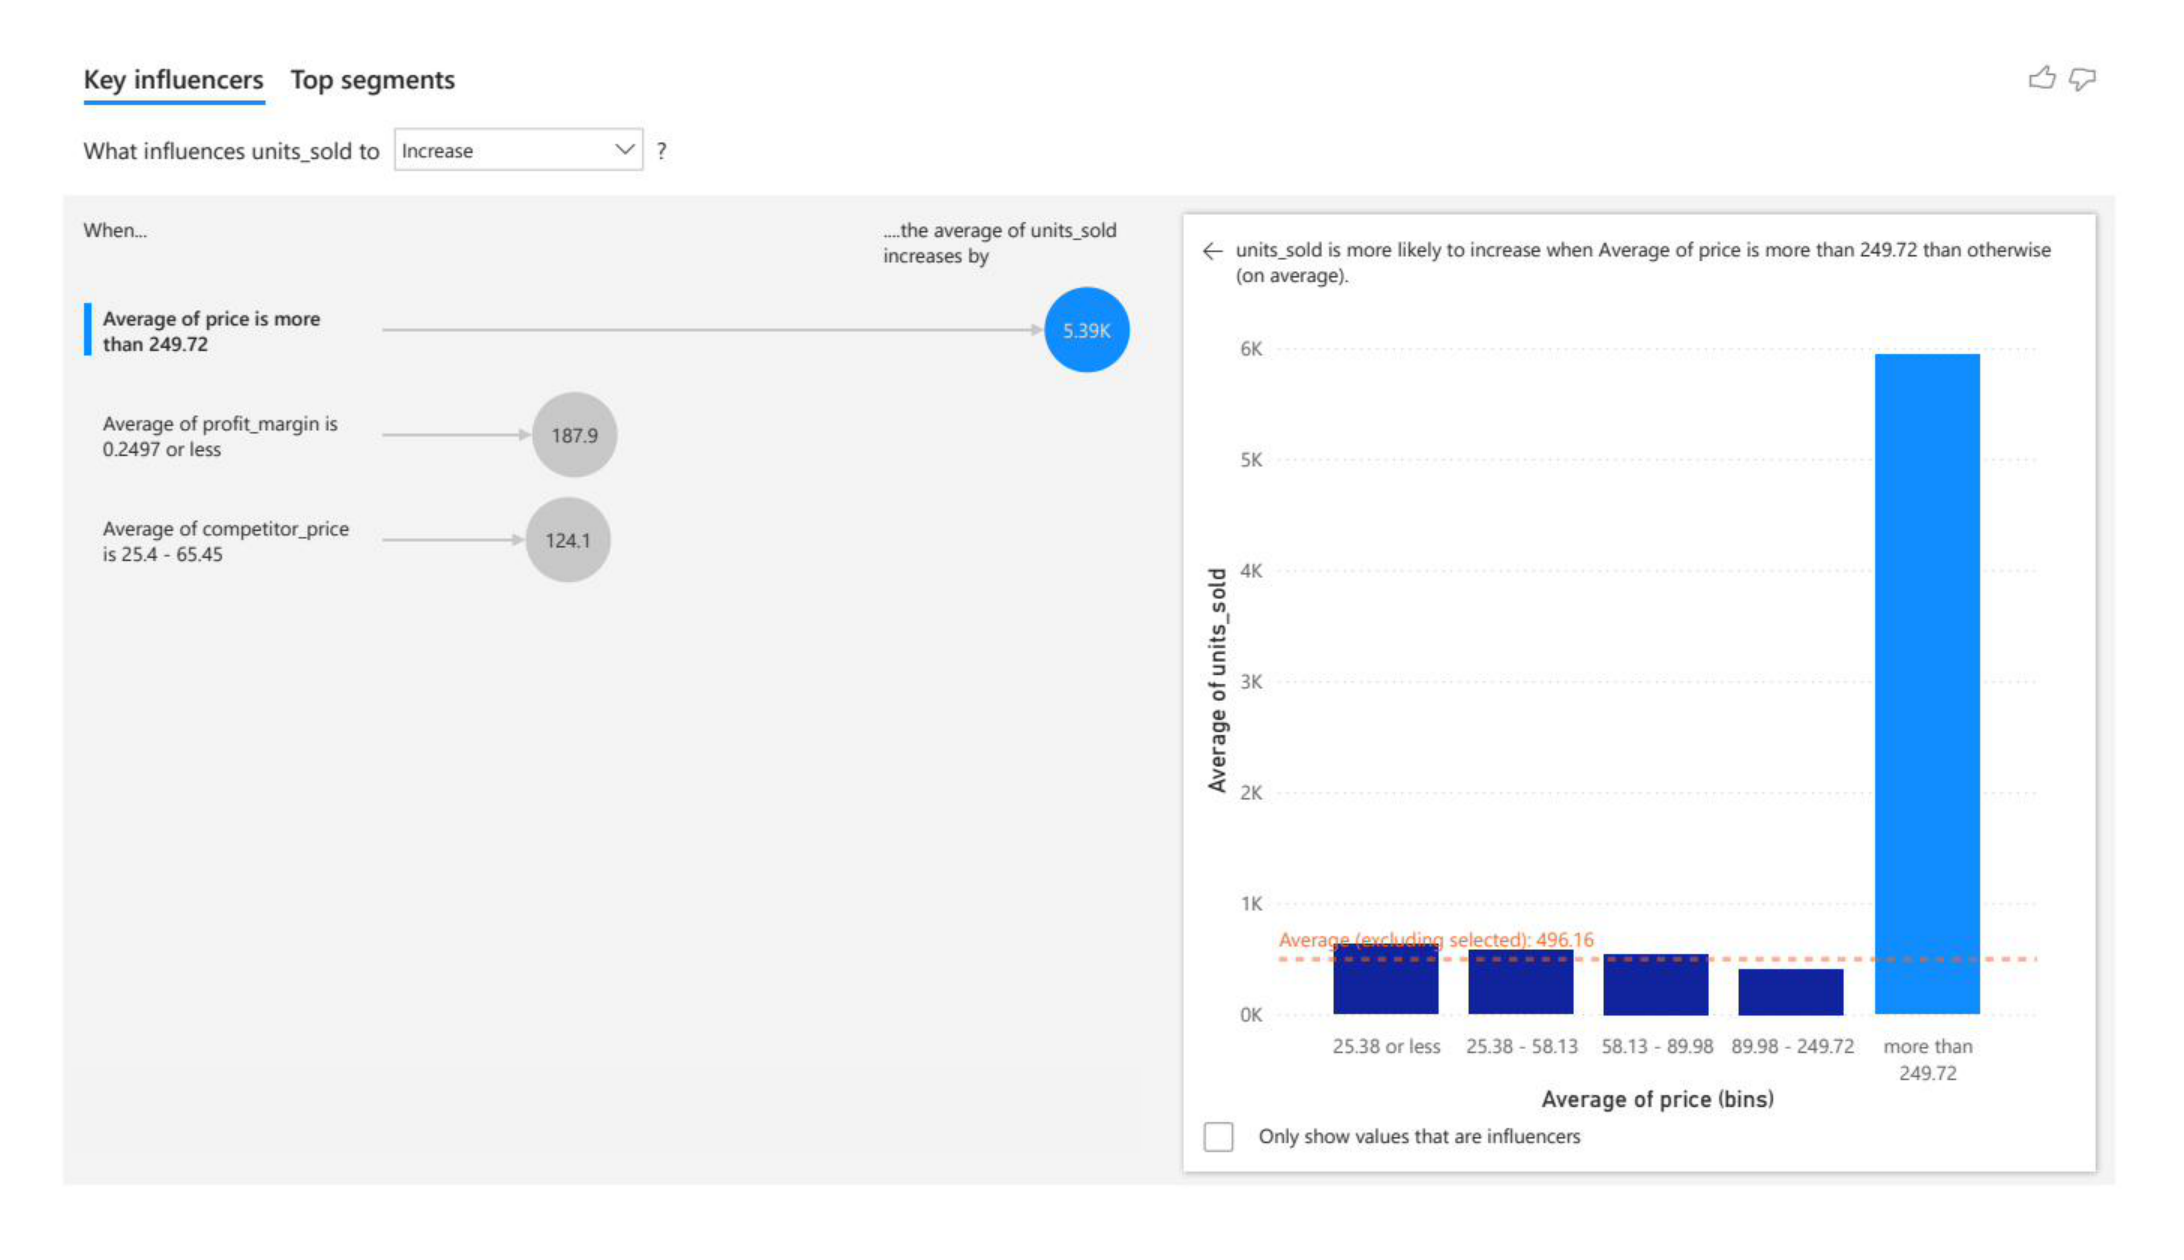 Key influencers Top segments
What influences units_sold to Increase ?
When...
....the average of units_sold
increases by
Average of price is more
than 249.72
5.39K
Average of profit_margin is
0.2497 or less
187.9
Average of competitor_price
is 25.4 - 65.45
124.1
units_sold is more likely to increase when Average of price is more than 249.72 than otherwise
(on average).
6K
5K
4K
3K
2K
1K
0K
Average of units_sold
Average (excluding selected): 496.16
25.38 or less 25.38 - 58.13 58.13 - 89.98 89.98 - 249.72 more than
249.72
Average of price (bins)
Only show values that are influencers